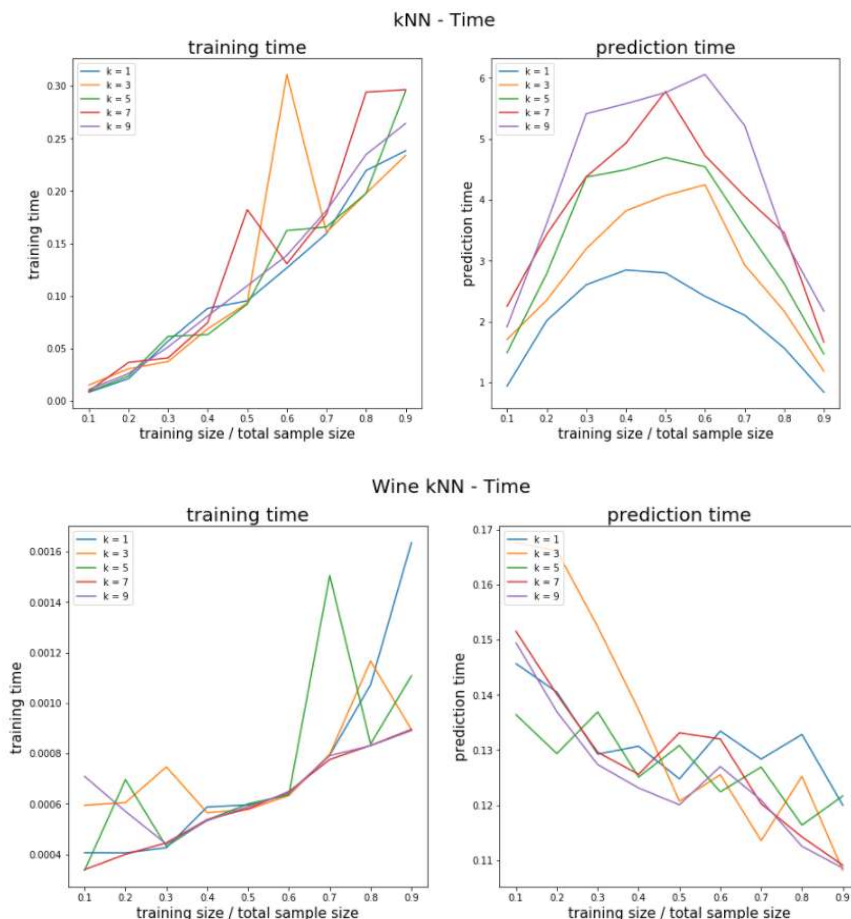 kNN - Time
training time
k = 1
k = 3
k = 5
k = 7
k = 9
0.30
0.25
0.20
0.15
0.10
0.05
0.00
training time
0.1 0.2 0.3 0.4 0.5 0.6 0.7 0.8 0.9
training size / total sample size
prediction time
k = 1
k = 3
k = 5
k = 7
k = 9
6
5
4
3
2
1
prediction time
0.1 0.2 0.3 0.4 0.5 0.6 0.7 0.8 0.9
training size / total sample size
Wine kNN - Time
training time
k = 1
k = 3
k = 5
k = 7
k = 9
0.0016
0.0014
0.0012
0.0010
0.0008
0.0006
0.0004
training time
0.1 0.2 0.3 0.4 0.5 0.6 0.7 0.8 0.9
training size / total sample size
prediction time
k = 1
k = 3
k = 5
k = 7
k = 9
0.17
0.16
0.15
0.14
0.13
0.12
0.11
prediction time
0.1 0.2 0.3 0.4 0.5 0.6 0.7 0.8 0.9
training size / total sample size